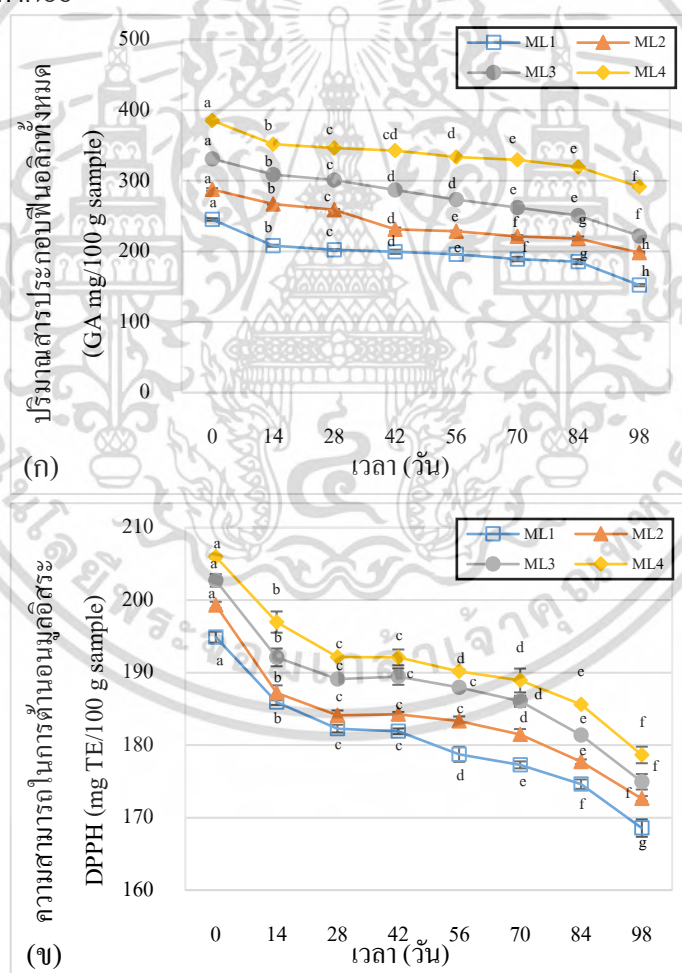 ML1 ML2
ML3 ML4
ปริมาณสารประกอบฟีนอลิกทั้งหมด
(GA mg/100 g sample)
500
400
300
200
100
0
a b c cd d e e f
a b c d d e e f
a b c d e f g h
a b c d e f g h
0 14 28 42 56 70 84 98
เวลา (วัน)
(ก)
ML1 ML2
ML3 ML4
ความสามารถในการต้านอนุมูลอิสระ
DPPH (mg TE/100 g sample)
210
200
190
180
170
160
a b c c d d e f
a b c c c d e f
a b c c c d e f
a b c c d e f g
0 14 28 42 56 70 84 98
เวลา (วัน)
(ข)